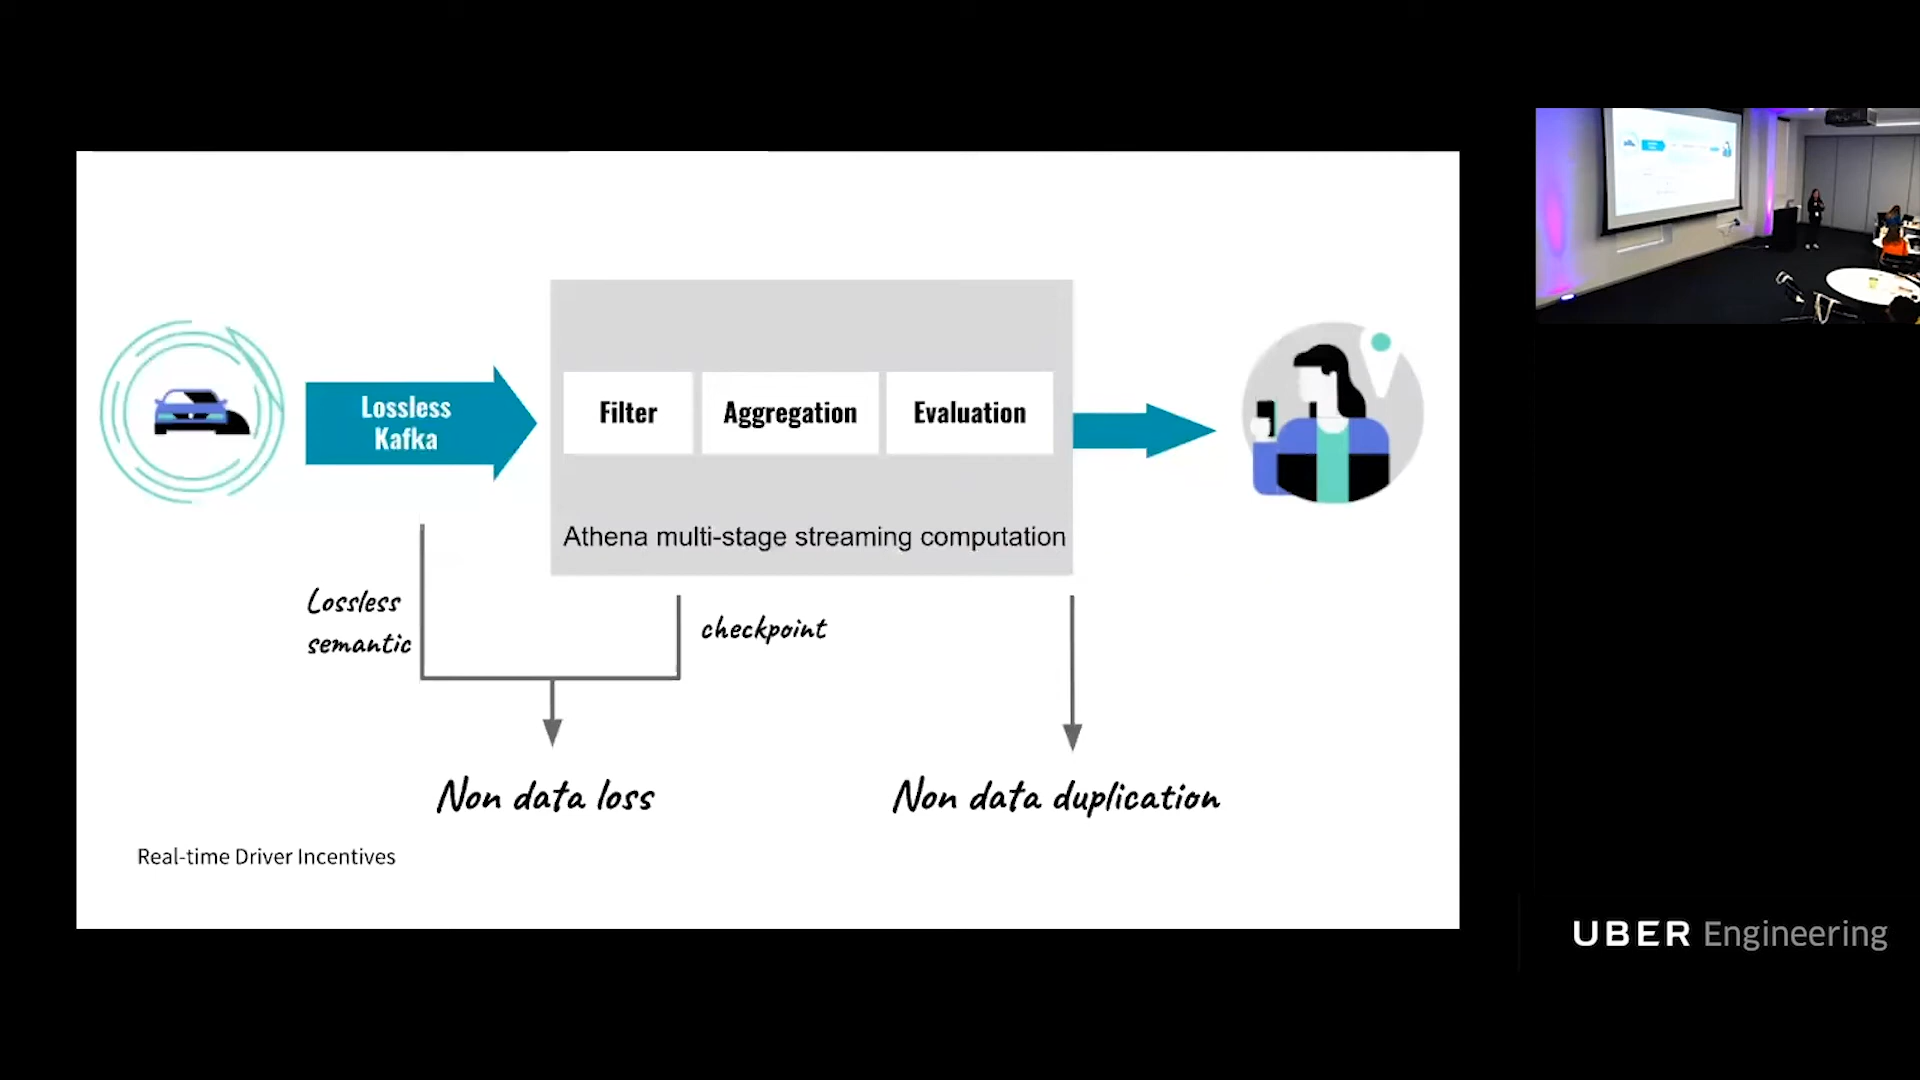 Lossless
Kafka
Filter
Aggregation
Evaluation
Athena multi-stage streaming computation
Lossless
semantic
checkpoint
Non data loss
Non data duplication
Real-time Driver Incentives
UBER Engineering